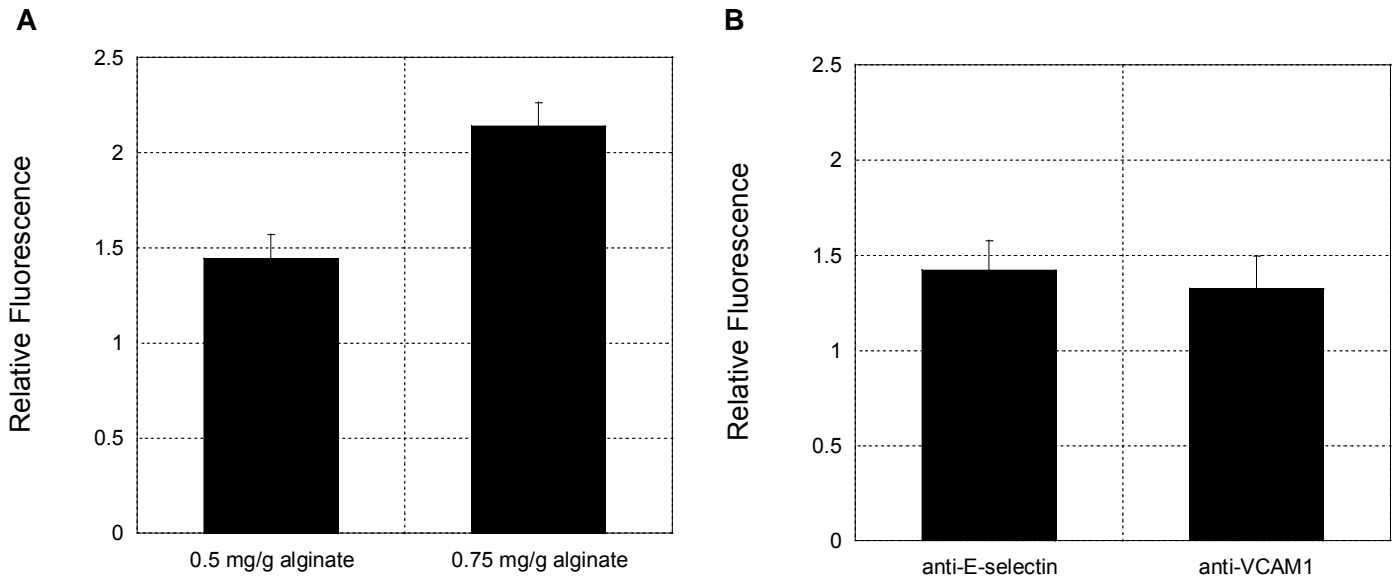 A
Relative Fluorescence
2.5
2
1.5
1
0.5
0
0.5 mg/g alginate
0.75 mg/g alginate
B
Relative Fluorescence
2.5
2
1.5
1
0.5
0
anti-E-selectin
anti-VCAM1